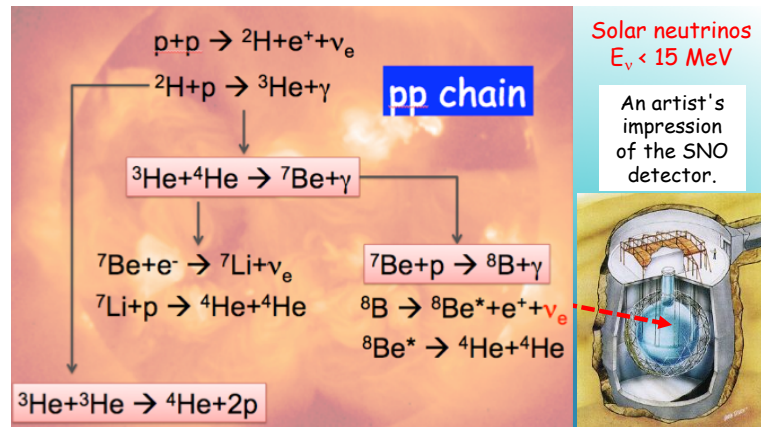 p+p → ²H+e⁺+νₑ
²H+p → ³He+γ
pp chain
³He+⁴He → ⁷Be+γ
⁷Be+e⁻ → ⁷Li+νₑ
⁷Li+p → ⁴He+⁴He
⁷Be+p → ⁸B+γ
⁸B → ⁸Be*+e⁺+νₑ
⁸Be* → ⁴He+⁴He
³He+³He → ⁴He+2p
Solar neutrinos
Eᵥ < 15 MeV
An artist's
impression
of the SNO
detector.